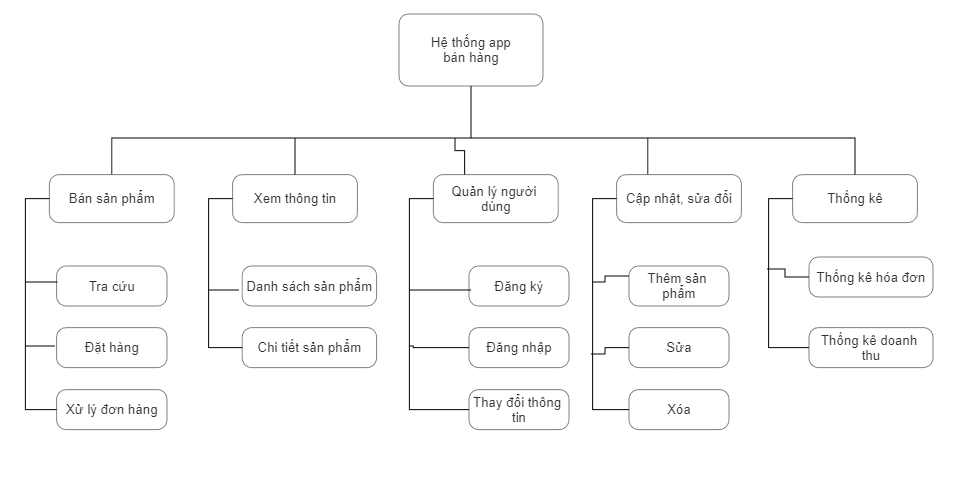 Hệ thống app
bán hàng
Bán sản phẩm
Xem thông tin
Quản lý người
dùng
Cập nhật, sửa đổi
Thống kê
Tra cứu
Danh sách sản phẩm
Đăng ký
Thêm sản
phẩm
Thống kê hóa đơn
Đặt hàng
Chi tiết sản phẩm
Đăng nhập
Sửa
Thống kê doanh
thu
Xử lý đơn hàng
Thay đổi thông
tin
Xóa